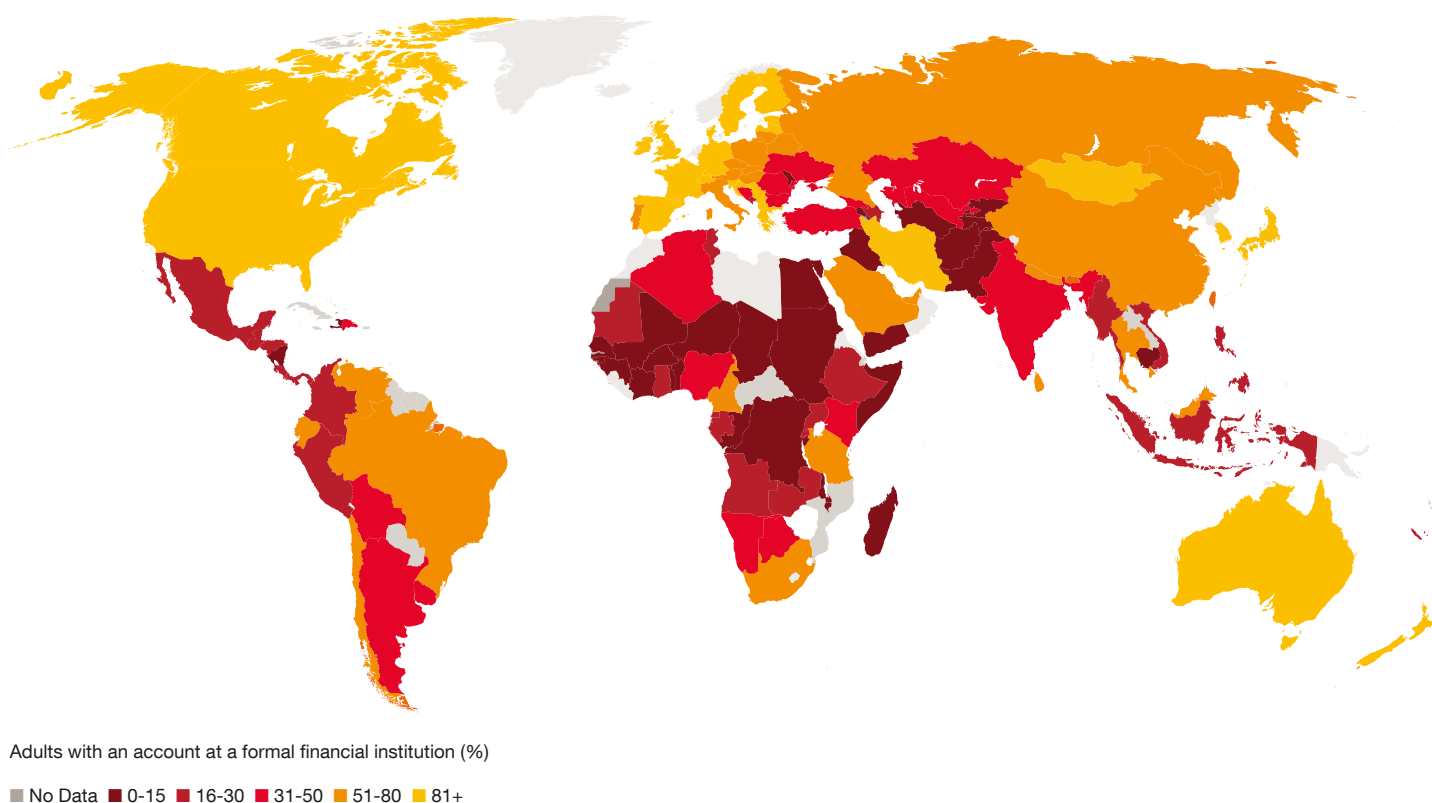 Adults with an account at a formal financial institution (%)
No Data 0-15 16-30 31-50 51-80 81+